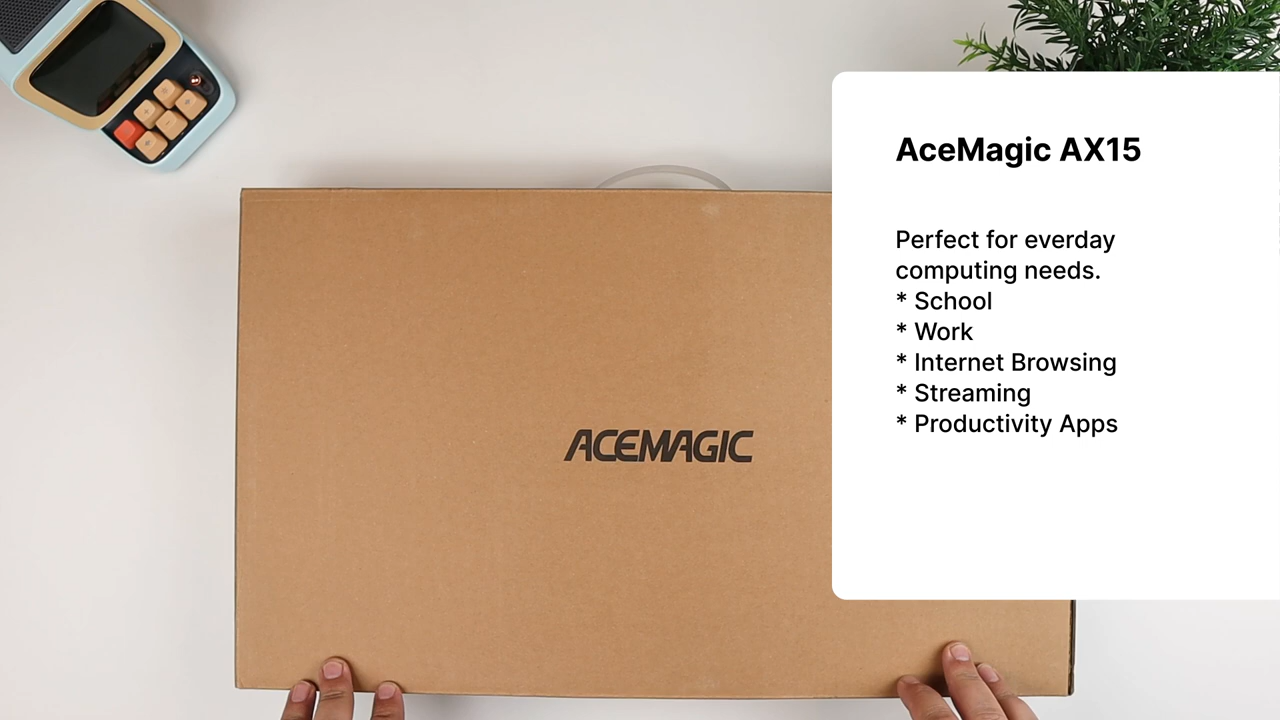 AceMagic AX15
Perfect for everday
computing needs.
* School
* Work
* Internet Browsing
* Streaming
* Productivity Apps
ACEMAGIC